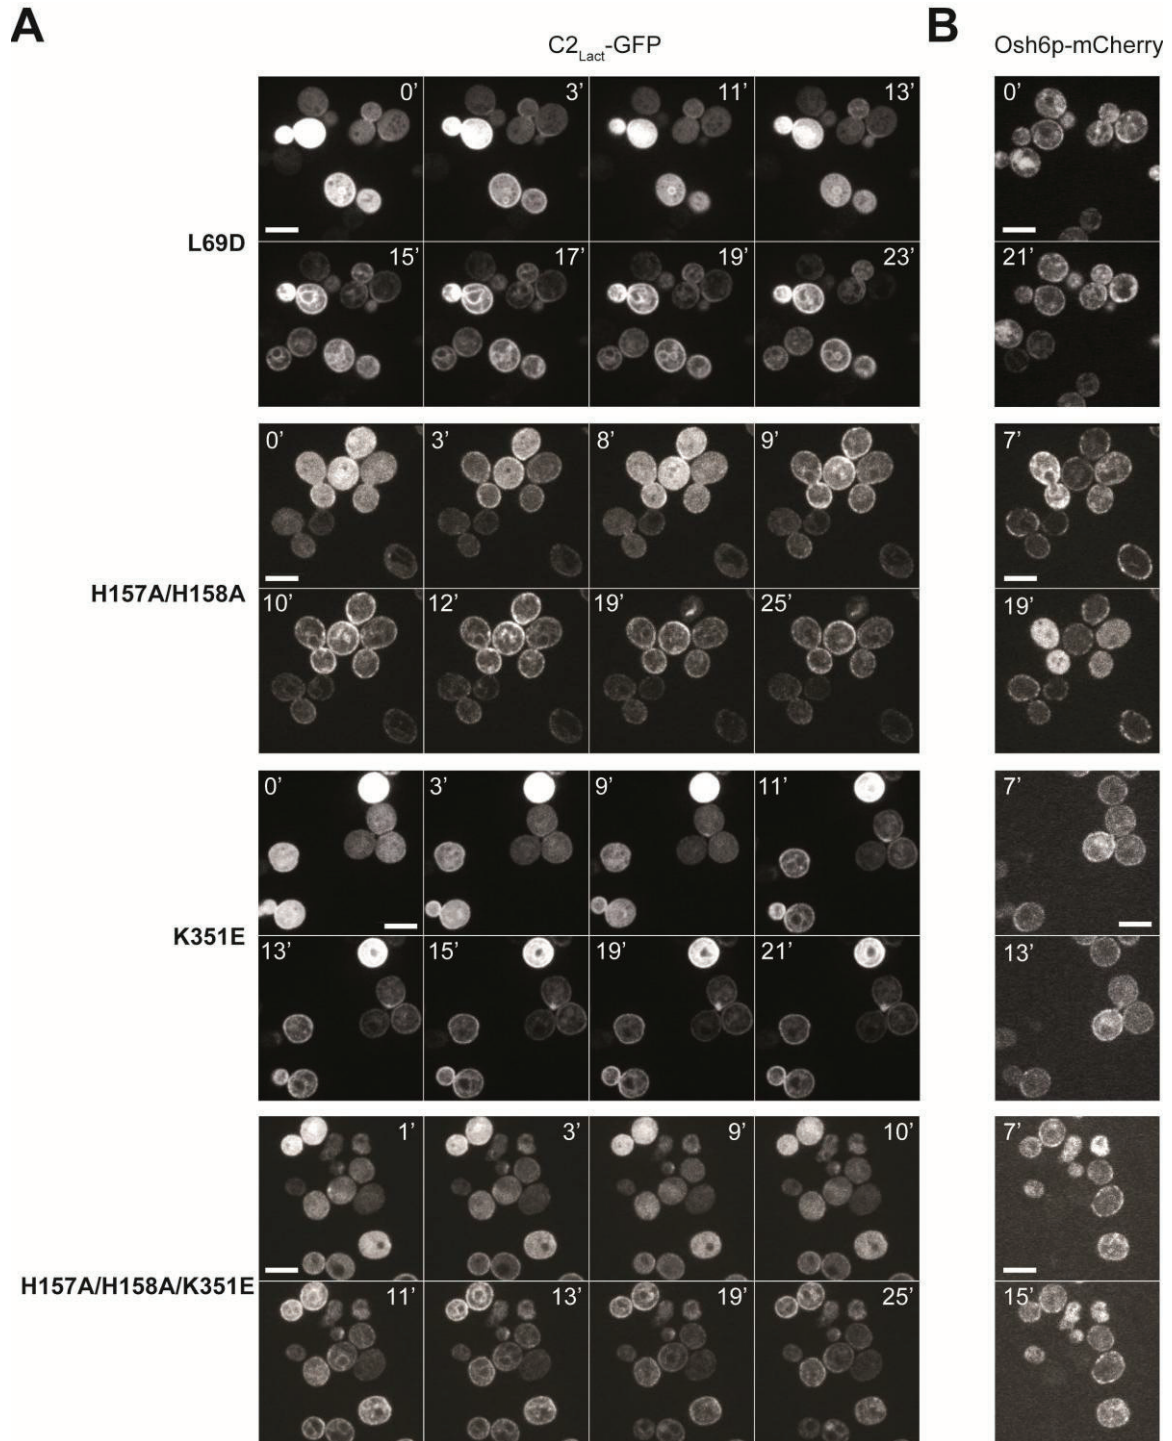 A
B
C2Lact-GFP
Osh6p-mCherry
0’ 3’ 11’ 13’ 0’
L69D
15’ 17’ 19’ 23’ 21’
0’ 3’ 8’ 9’ 7’
H157A/H158A
10’ 12’ 19’ 25’ 19’
0’ 3’ 9’ 11’ 7’
K351E
13’ 15’ 19’ 21’ 13’
1’ 3’ 9’ 10’ 7’
H157A/H158A/K351E
11’ 13’ 19’ 25’ 15’